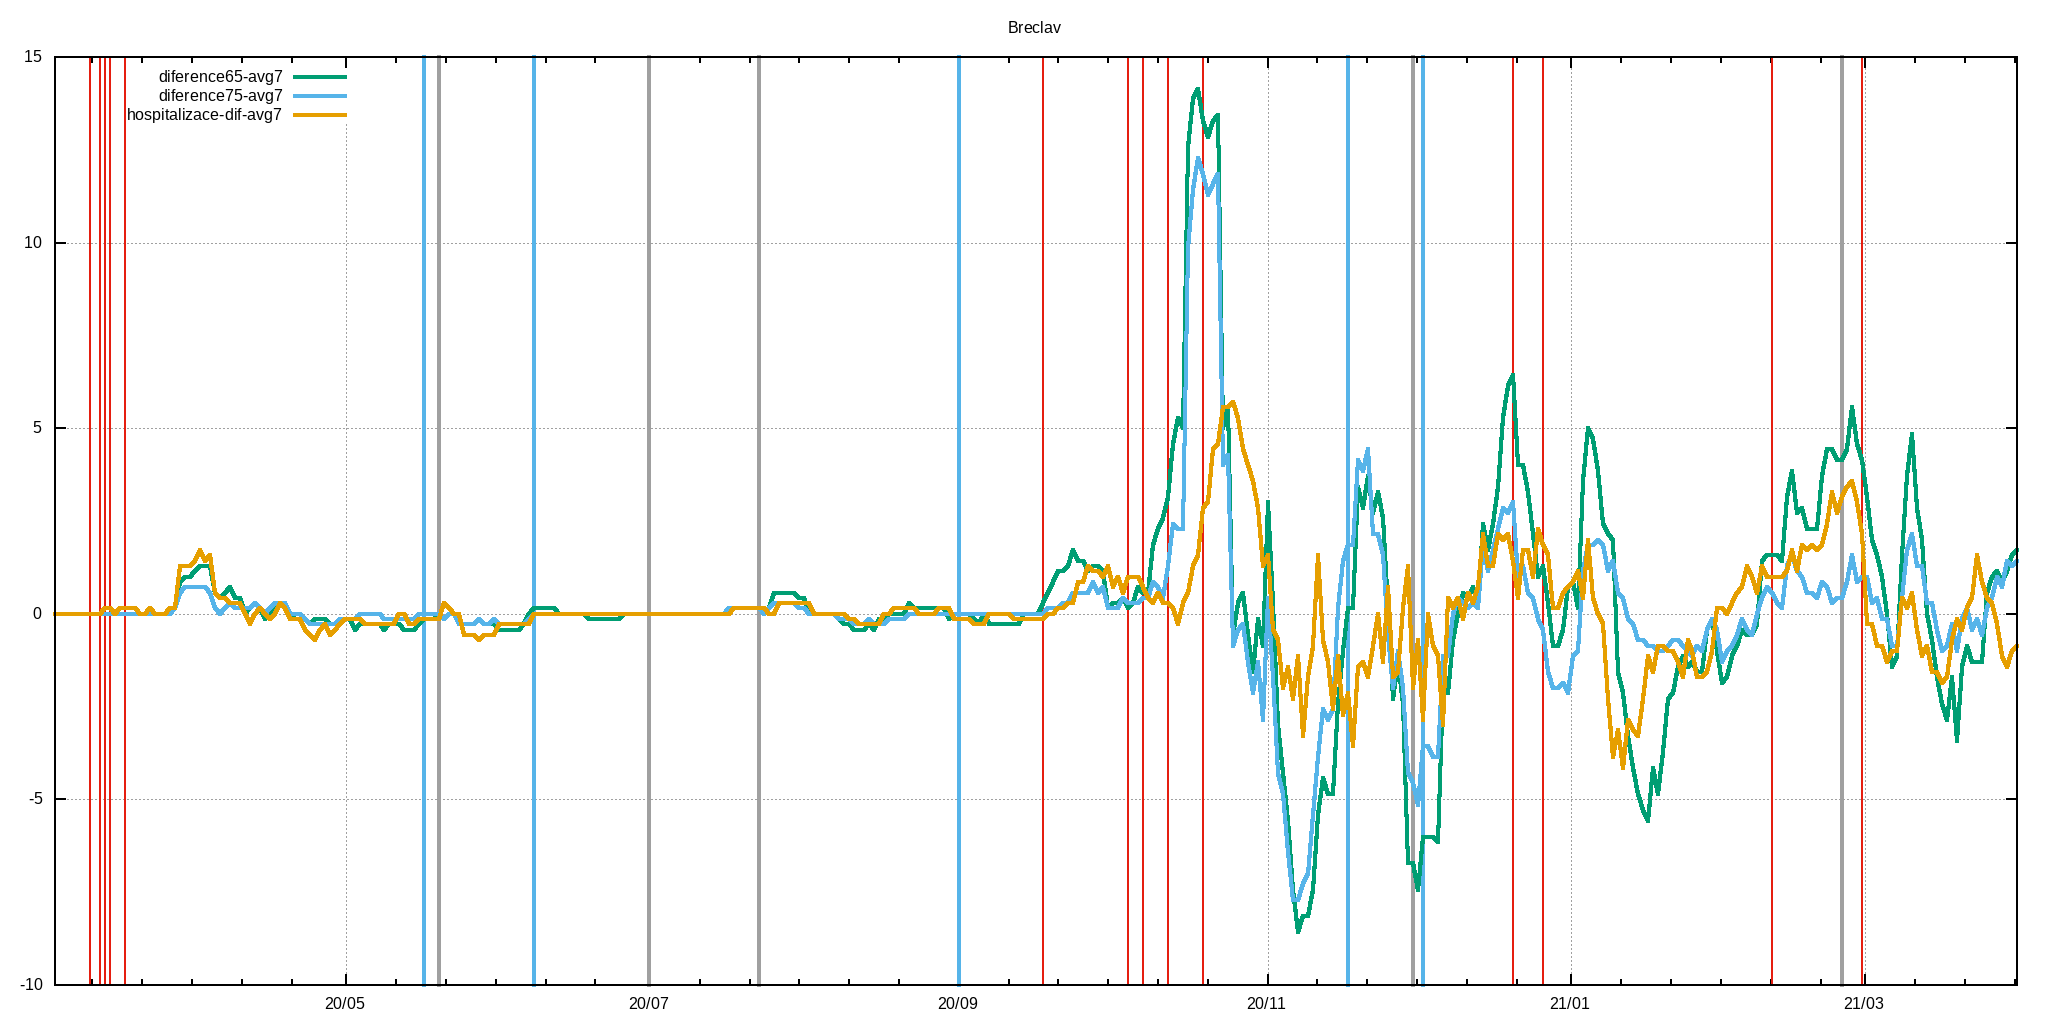 Breclav
15
diference65-avg7
diference75-avg7
hospitalizace-dif-avg7
10
5
0
-5
-10
20/05 20/07 20/09 20/11 21/01 21/03